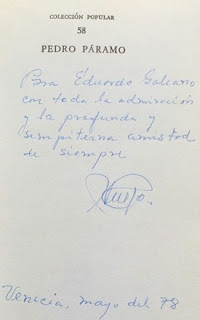 COLECCIÓN POPULAR
58
PEDRO PÁRAMO
Para Eduardo Galeano
con toda la admiración
y la profunda y
sempiterna amistad
de siempre
Venecia, mayo del 78